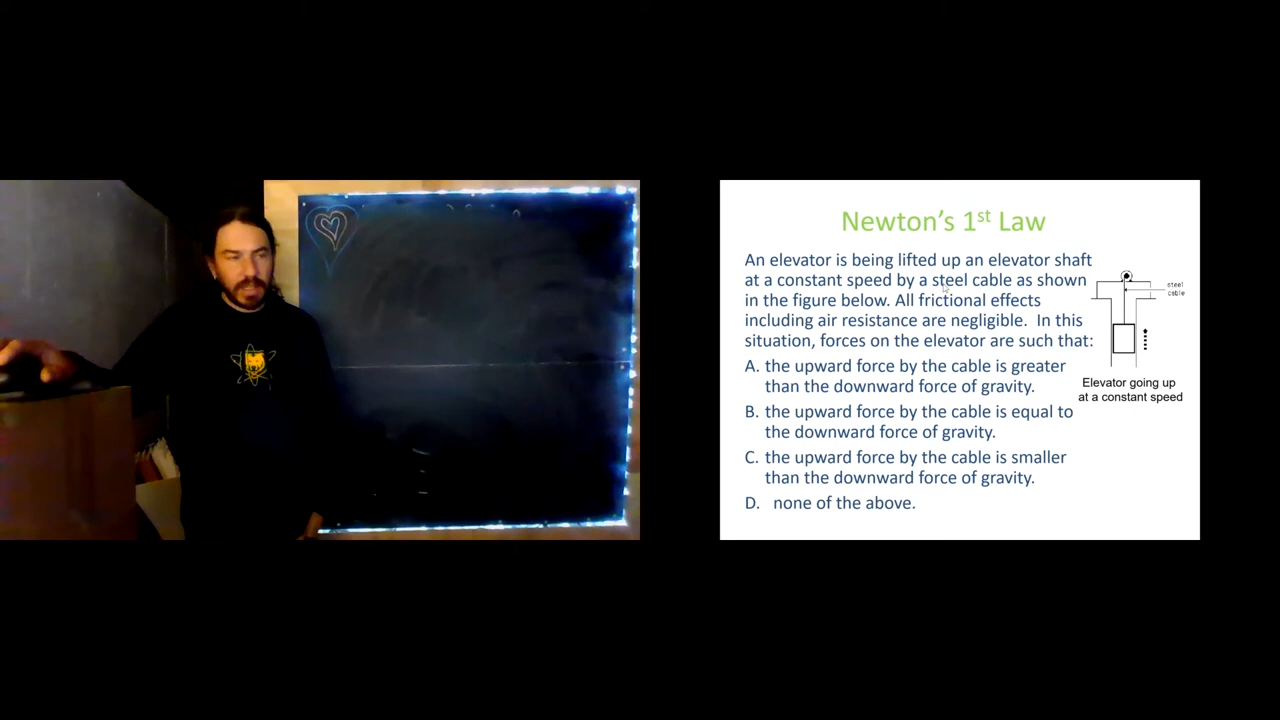 Newton's 1st Law
An elevator is being lifted up an elevator shaft
at a constant speed by a steel cable as shown
in the figure below. All frictional effects
including air resistance are negligible.  In this
situation, forces on the elevator are such that:
A. the upward force by the cable is greater
than the downward force of gravity.
B. the upward force by the cable is equal to
the downward force of gravity.
C. the upward force by the cable is smaller
than the downward force of gravity.
D.   none of the above.
steel
cable
Elevator going up
at a constant speed